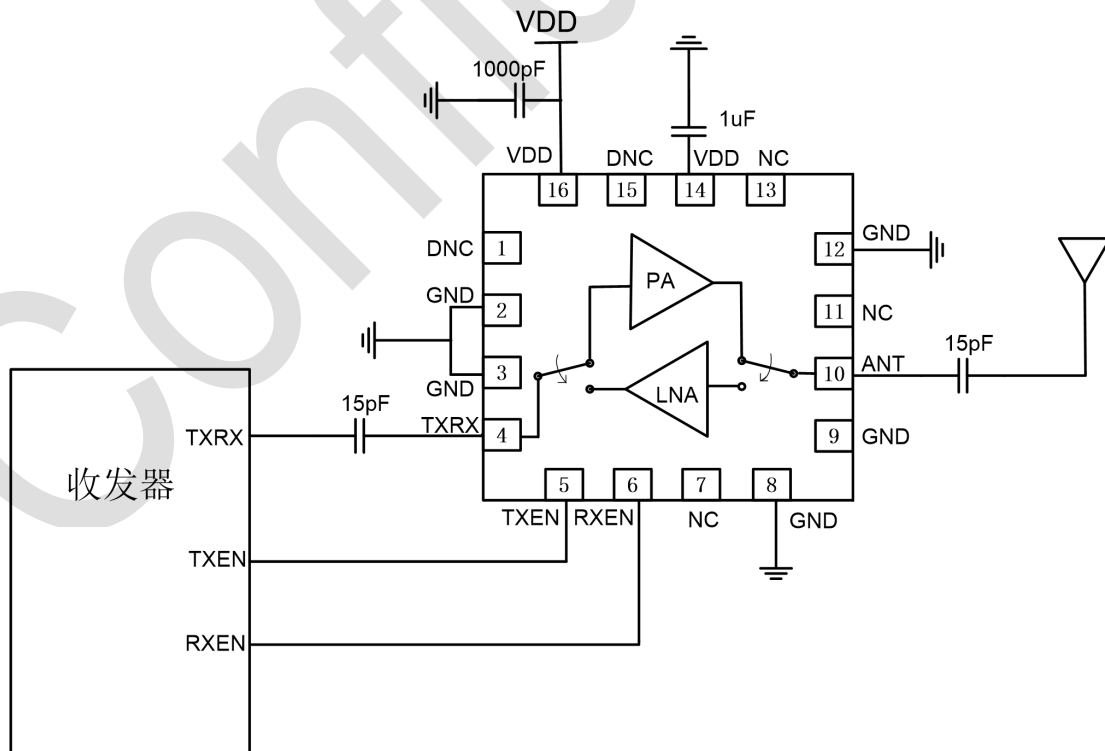 VDD
1000pF
1uF
VDD
DNC
VDD
NC
16
15
14
13
DNC
1
12
GND
GND
2
PA
11
NC
3
GND
LNA
10
ANT
15pF
15pF
TXRX
4
9
GND
TXRX
收发器
5
6
7
8
TXEN
RXEN
NC
GND
TXEN
RXEN
Confid